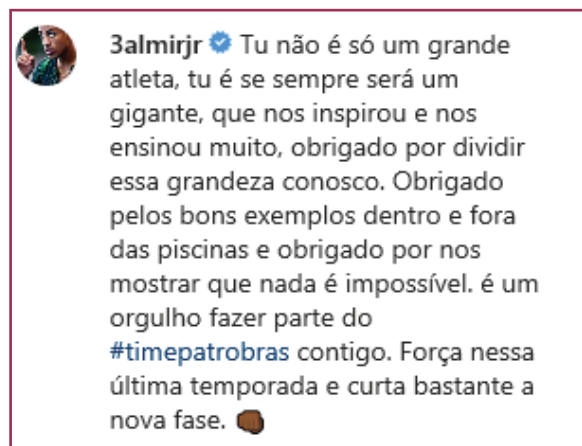 3almirjr Tu não é só um grande
atleta, tu é se sempre será um
gigante, que nos inspirou e nos
ensinou muito, obrigado por dividir
essa grandeza conosco. Obrigado
pelos bons exemplos dentro e fora
das piscinas e obrigado por nos
mostrar que nada é impossível. é um
orgulho fazer parte do
#timepatrobras contigo. Força nessa
última temporada e curta bastante a
nova fase. 👊🏾